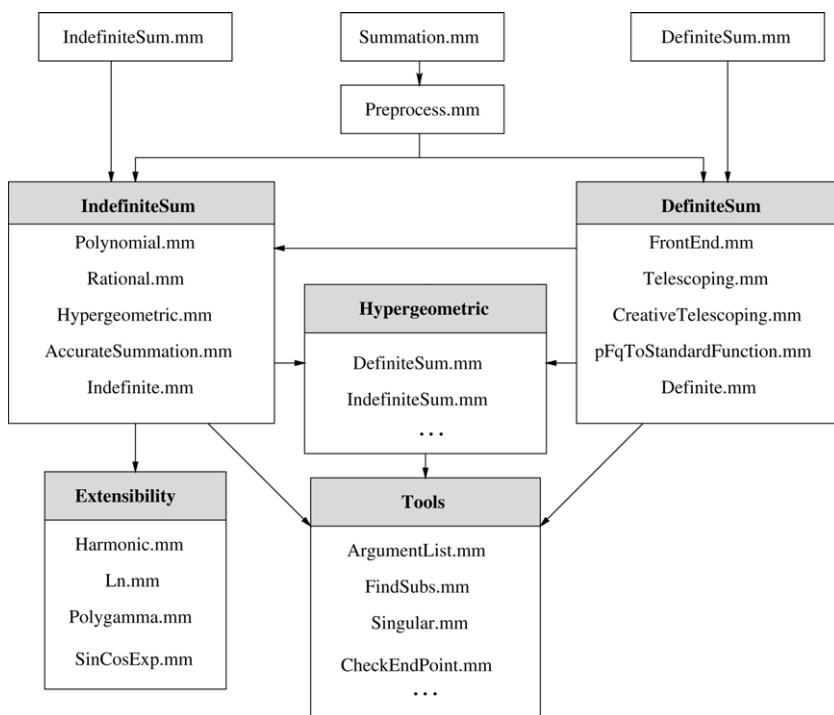 IndefiniteSum.mm
Summation.mm
DefiniteSum.mm
Preprocess.mm
IndefiniteSum
Polynomial.mm
Rational.mm
Hypergeometric.mm
AccurateSummation.mm
Indefinite.mm
DefiniteSum
FrontEnd.mm
Telescoping.mm
CreativeTelescoping.mm
pFqToStandardFunction.mm
Definite.mm
Hypergeometric
DefiniteSum.mm
IndefiniteSum.mm
...
Extensibility
Harmonic.mm
Ln.mm
Polygamma.mm
SinCosExp.mm
Tools
ArgumentList.mm
FindSubs.mm
Singular.mm
CheckEndPoint.mm
...